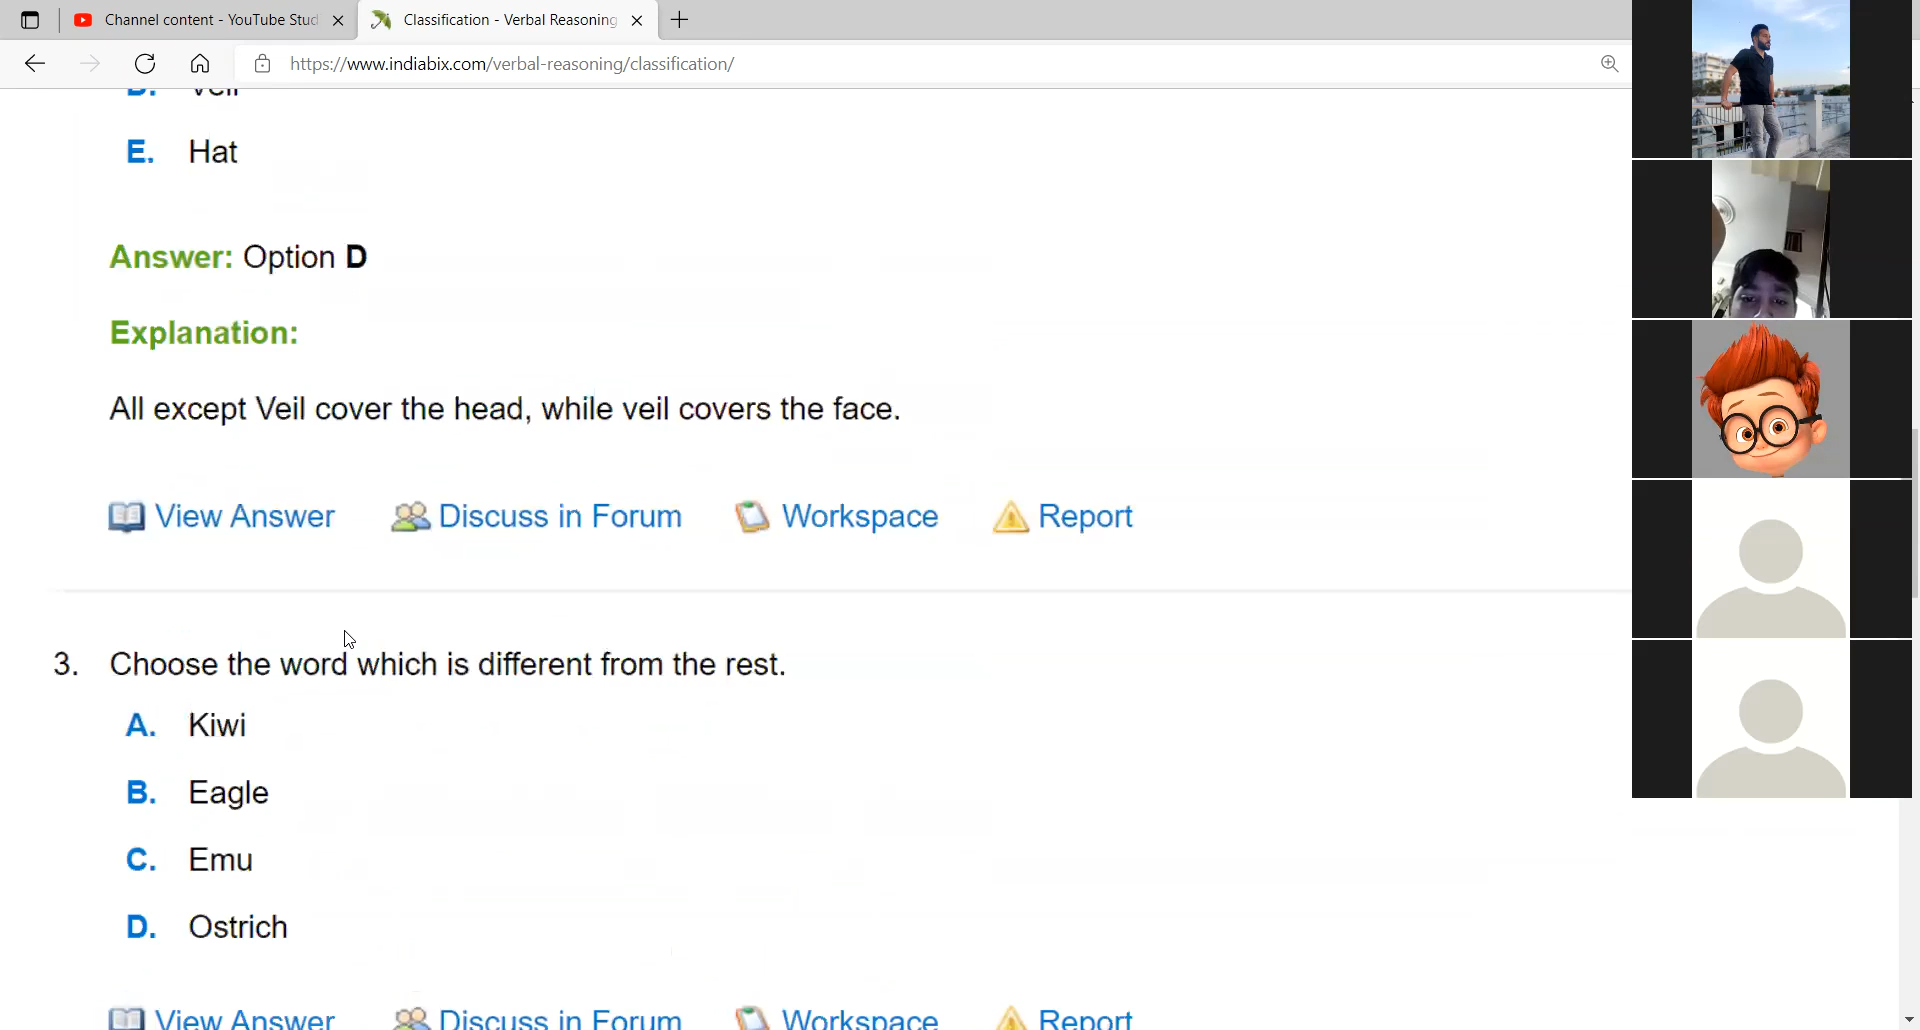 Channel content - YouTube Stud
Classification - Verbal Reasoning
https://www.indiabix.com/verbal-reasoning/classification/
D. Veil
E. Hat
Answer: Option D
Explanation:
All except Veil cover the head, while veil covers the face.
View Answer Discuss in Forum Workspace Report
3. Choose the word which is different from the rest.
A. Kiwi
B. Eagle
C. Emu
D. Ostrich
View Answer Discuss in Forum Workspace Report